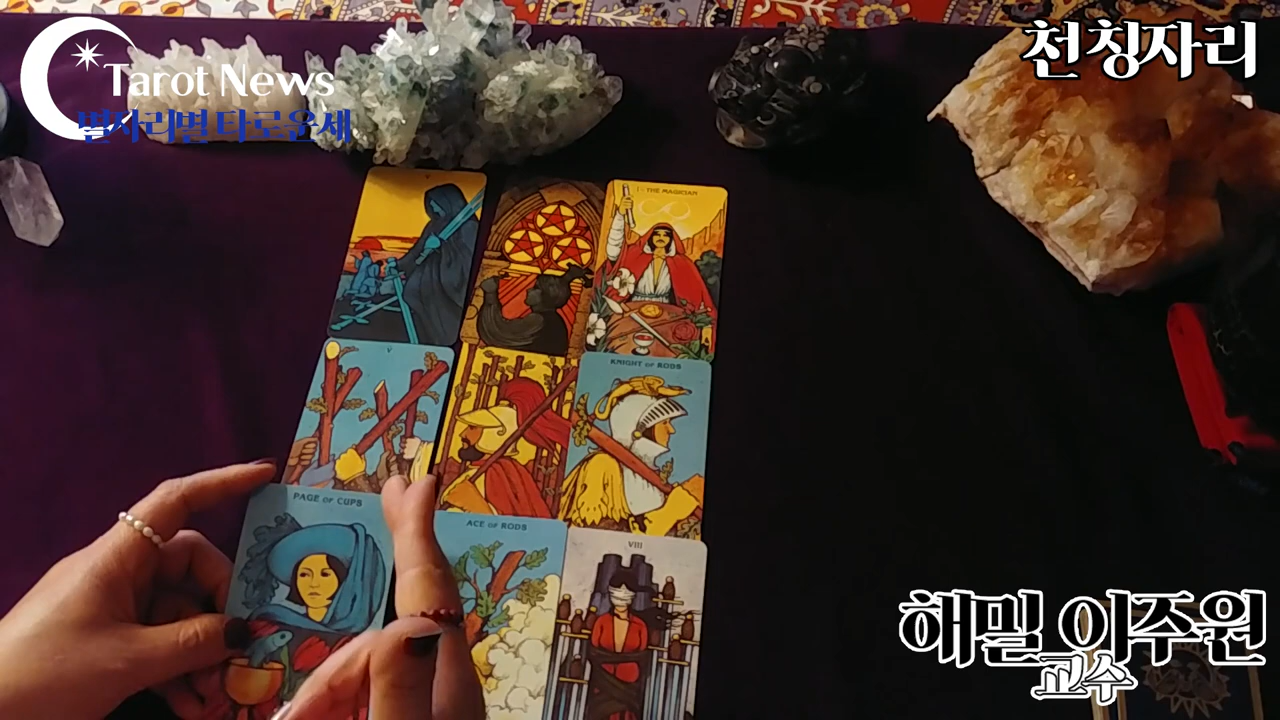 Tarot News
별자리별 타로운세
천칭자리
I - THE MAGICIAN
V
KNIGHT OF RODS
PAGE OF CUPS
ACE OF RODS
VIII
해밀 이주원
교수